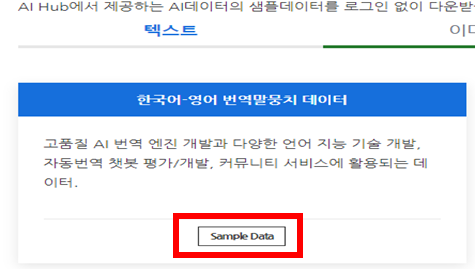 AI Hub에서 제공하는 AI데이터의 샘플데이터를 로그인 없이 다운받
텍스트
한국어-영어 번역말뭉치 데이터
고품질 AI 번역 엔진 개발과 다양한 언어 지능 기술 개발,
자동번역 챗봇 평가/개발, 커뮤니티 서비스에 활용되는 데
이터.
Sample Data